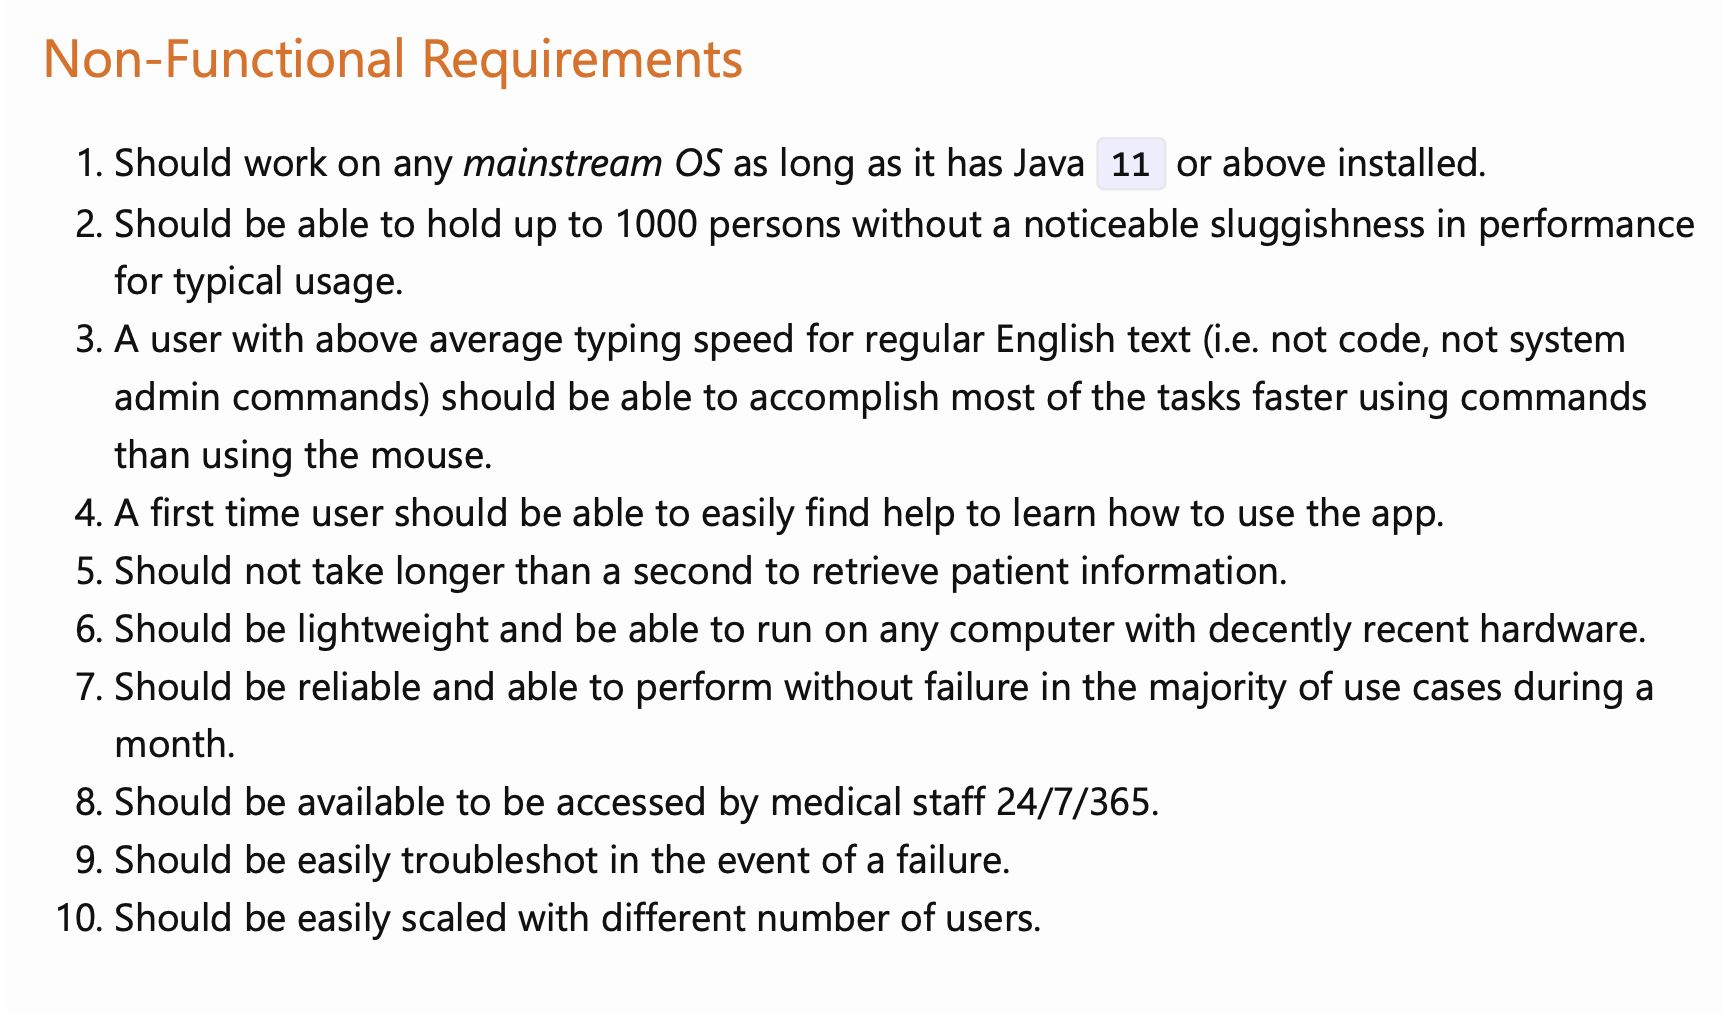 Non-Functional Requirements
1. Should work on any mainstream OS as long as it has Java 11 or above installed.
2. Should be able to hold up to 1000 persons without a noticeable sluggishness in performance
for typical usage.
3. A user with above average typing speed for regular English text (i.e. not code, not system
admin commands) should be able to accomplish most of the tasks faster using commands
than using the mouse.
4. A first time user should be able to easily find help to learn how to use the app.
5. Should not take longer than a second to retrieve patient information.
6. Should be lightweight and be able to run on any computer with decently recent hardware.
7. Should be reliable and able to perform without failure in the majority of use cases during a
month.
8. Should be available to be accessed by medical staff 24/7/365.
9. Should be easily troubleshot in the event of a failure.
10. Should be easily scaled with different number of users.